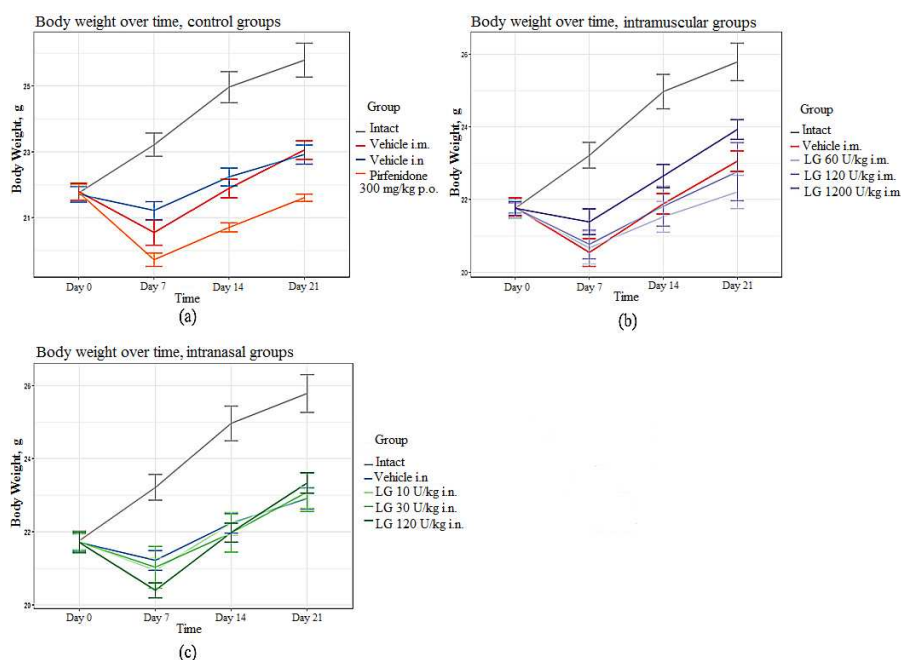 Body weight over time, control groups
Body Weight, g
25
23
21
Day 0 Day 7 Day 14 Day 21
Time
Group
Intact
Vehicle i.m.
Vehicle i.n
Pirfenidone
300 mg/kg p.o.
(a)
Body weight over time, intramuscular groups
Body Weight, g
26
24
22
20
Day 0 Day 7 Day 14 Day 21
Time
Group
Intact
Vehicle i.m.
LG 60 U/kg i.m.
LG 120 U/kg i.m.
LG 1200 U/kg i.m
(b)
Body weight over time, intranasal groups
Body Weight, g
26
24
22
20
Day 0 Day 7 Day 14 Day 21
Time
Group
Intact
Vehicle i.n
LG 10 U/kg i.n.
LG 30 U/kg i.n.
LG 120 U/kg i.n.
(c)